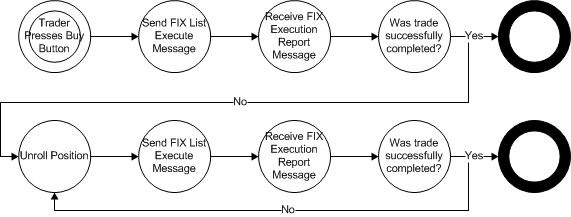 Trader
Presses Buy
Button
Send FIX List
Execute
Message
Receive FIX
Execution
Report
Message
Was trade
successfully
completed?
Yes
No
Unroll Position
Send FIX List
Execute
Message
Receive FIX
Execution
Report
Message
Was trade
successfully
completed?
Yes
No